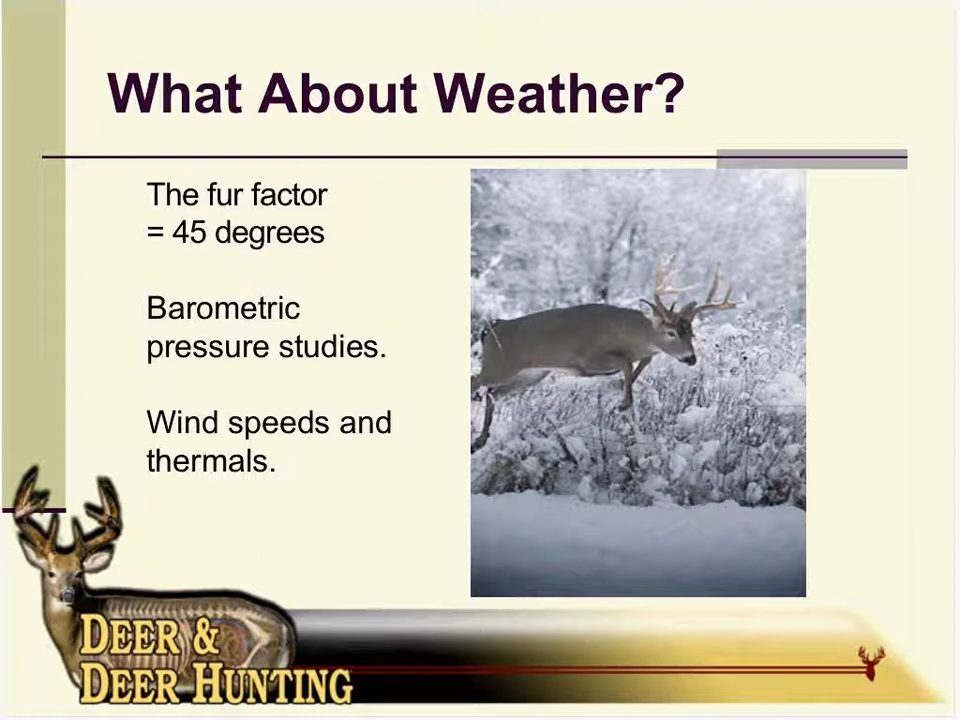 What About Weather?
The fur factor
= 45 degrees
Barometric
pressure studies.
Wind speeds and
thermals.
DEER &
DEER HUNTING